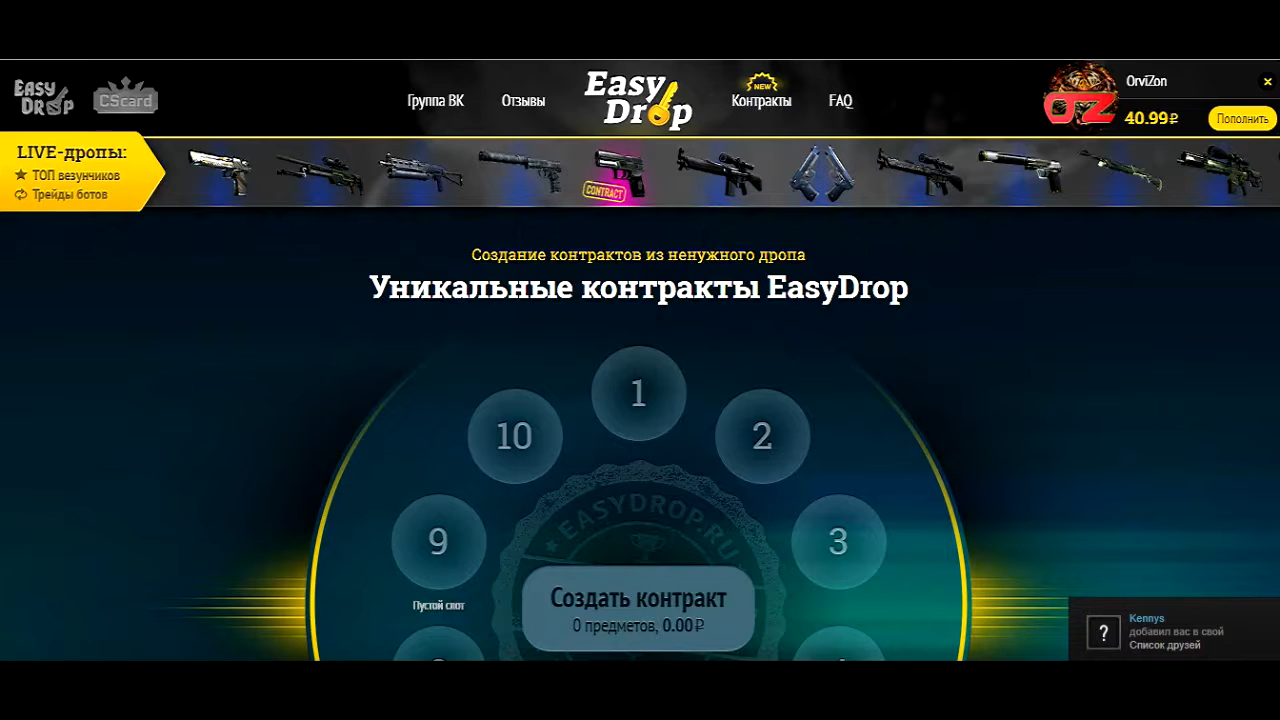 EASY DROP
CScard
Группа ВК
Отзывы
Easy Drop
NEW
Контракты
FAQ
OZ
OrviZon
×
40.99₽
Пополнить
LIVE-дропы:
ТОП везунчиков
Трейды ботов
CONTRACT
Создание контрактов из ненужного дропа
Уникальные контракты EasyDrop
1
10
2
9
3
EASYDROP.RU
Пустой слот
Создать контракт
0 предметов, 0.00₽
?
Kennys
добавил вас в свой
Список друзей